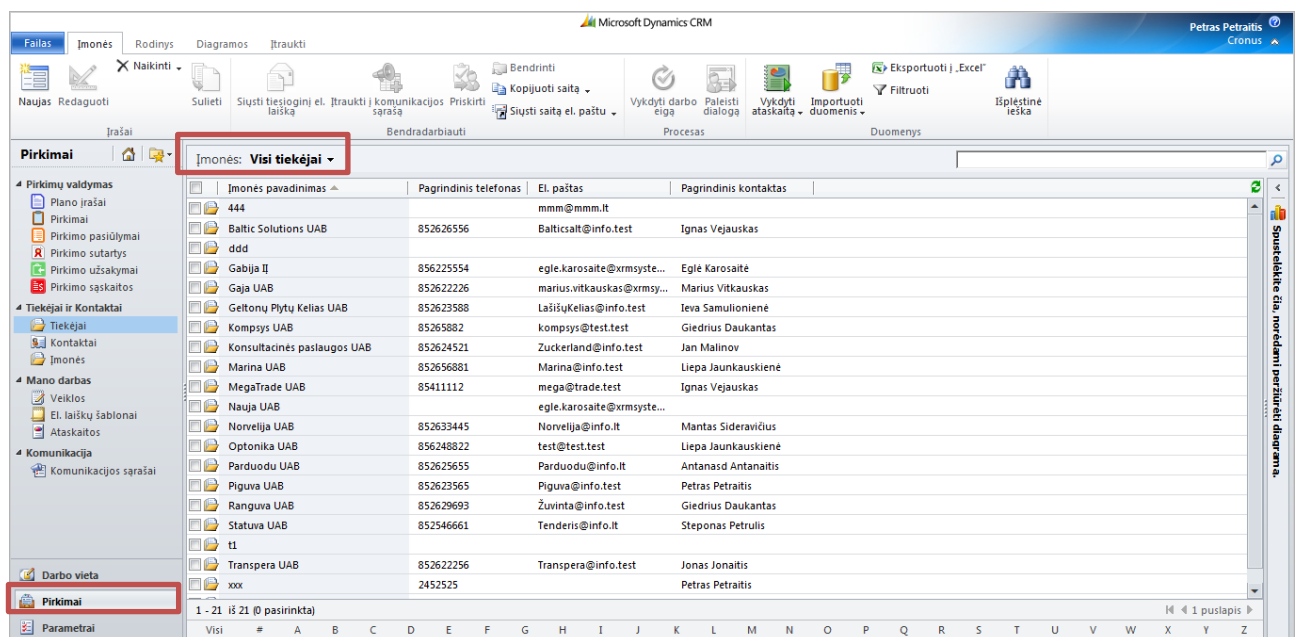 Microsoft Dynamics CRM
Petras Petraitis
Cronus
Failas Įmonės Rodinys Diagramos Įtraukti
Naujas
Redaguoti
Naikinti
Įrašai
Sulieti
Siųsti tiesioginį el. laišką
Įtraukti į komunikacijos sąrašą
Priskirti
Bendrinti
Kopijuoti saitą
Siųsti saitą el. paštu
Bendradarbiauti
Vykdyti darbo eigą
Paleisti dialogą
Procesas
Vykdyti ataskaitą
Importuoti duomenis
Eksportuoti į „Excel“
Filtruoti
Išplėstinė ieška
Duomenys
Pirkimai
Pirkimų valdymas
Plano įrašai
Pirkimai
Pirkimo pasiūlymai
Pirkimo sutartys
Pirkimo užsakymai
Pirkimo sąskaitos
Tiekėjai ir Kontaktai
Tiekėjai
Kontaktai
Įmonės
Mano darbas
Veiklos
El. laiškų šablonai
Ataskaitos
Komunikacija
Komunikacijos sąrašai
Darbo vieta
Pirkimai
Parametrai
Įmonės: Visi tiekėjai
Įmonės pavadinimas Pagrindinis telefonas El. paštas Pagrindinis kontaktas
444 mmm@mmm.lt
Baltic Solutions UAB 852626556 Balticsalt@info.test Ignas Vejauskas
ddd
Gabija IĮ 856225554 egle.karosaite@xrmsyste... Eglė Karosaitė
Gaja UAB 852622226 marius.vitkauskas@xrmsy... Marius Vitkauskas
Geltonų Plytų Kelias UAB 852623588 LašišųKelias@info.test Ieva Samulionienė
Kompsys UAB 85265882 kompsys@test.test Giedrius Daukantas
Konsultacinės paslaugos UAB 852624521 Zuckerland@info.test Jan Malinov
Marina UAB 852656881 Marina@info.test Liepa Jaunkauskienė
MegaTrade UAB 85411112 mega@trade.test Ignas Vejauskas
Nauja UAB egle.karosaite@xrmsyste...
Norvelija UAB 852633445 Norvelija@info.lt Mantas Sideravičius
Optonika UAB 856248822 test@test.test Liepa Jaunkauskienė
Parduodu UAB 852625655 Parduodu@info.lt Antanasd Antanaitis
Piguva UAB 852623565 Piguva@info.test Petras Petraitis
Ranguva UAB 852629693 Žuvinta@info.test Giedrius Daukantas
Statuva UAB 852546661 Tenderis@info.lt Steponas Petrulis
t1
Transpera UAB 852622256 Transpera@info.test Jonas Jonaitis
xxx 2452525 Petras Petraitis
1 - 21 iš 21 (0 pasirinkta) 1 puslapis
Visi # A B C D E F G H I J K L M N O P Q R S T U V W X Y Z
Spustelėkite čia, norėdami peržiūrėti diagramą.